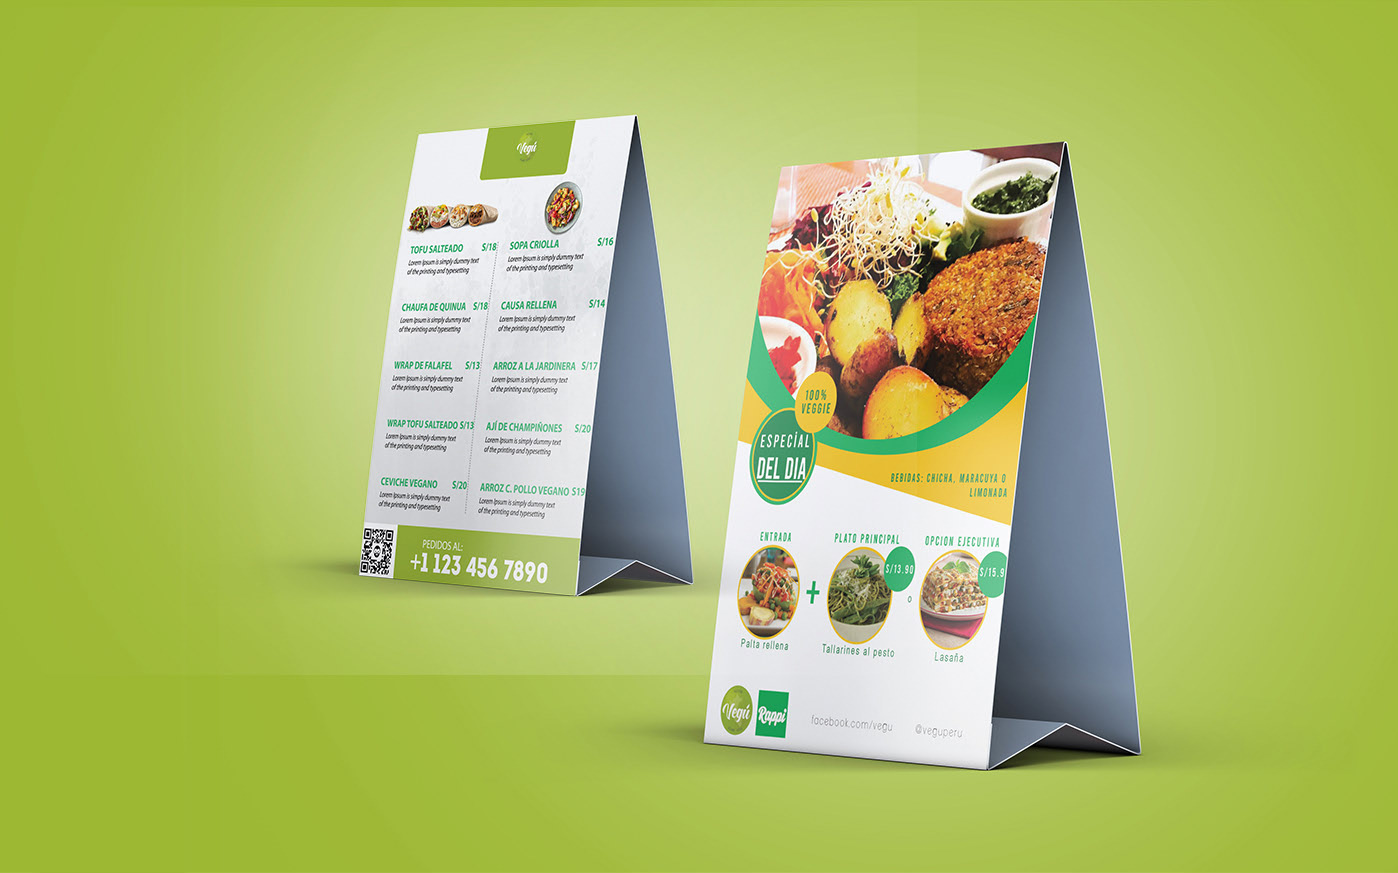 Vegú
TOFU SALTEADO S/18
Lorem Ipsum is simply dummy text
of the printing and typesetting
CHAUFA DE QUINUA S/18
Lorem Ipsum is simply dummy text
of the printing and typesetting
WRAP DE FALAFEL S/13
Lorem Ipsum is simply dummy text
of the printing and typesetting
WRAP TOFU SALTEADO S/13
Lorem Ipsum is simply dummy text
of the printing and typesetting
CEVICHE VEGANO S/20
Lorem Ipsum is simply dummy text
of the printing and typesetting
SOPA CRIOLLA S/16
Lorem Ipsum is simply dummy text
of the printing and typesetting
CAUSA RELLENA S/14
Lorem Ipsum is simply dummy text
of the printing and typesetting
ARROZ A LA JARDINERA S/17
Lorem Ipsum is simply dummy text
of the printing and typesetting
AJÍ DE CHAMPIÑONES S/20
Lorem Ipsum is simply dummy text
of the printing and typesetting
ARROZ C. POLLO VEGANO S19
Lorem Ipsum is simply dummy text
of the printing and typesetting
PEDIDOS AL:
+1 123 456 7890
100%
VEGGIE
ESPECİAL
DEL DIA
BEBIDAS: CHICHA, MARACUYA O
LIMONADA
ENTRADA
Palta rellena
+
PLATO PRINCIPAL
S/13.90
Tallarines al pesto
o
OPCION EJECUTIVA
S/15.9
Lasaña
Vegú
Rappi
facebook.com/vegu
@veguperu